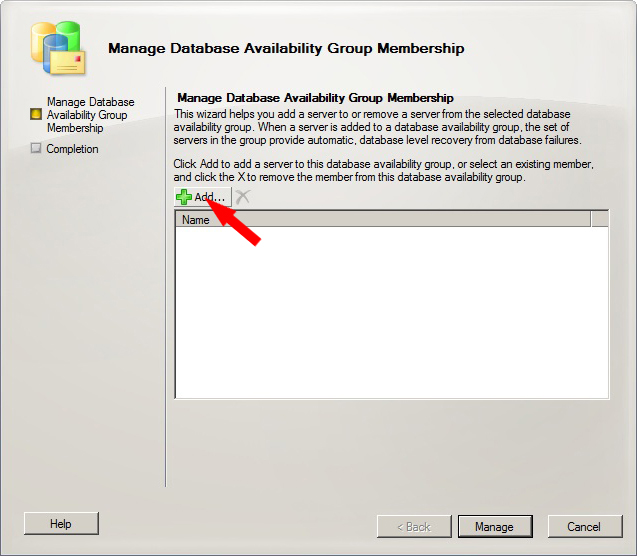 Manage Database Availability Group Membership
Manage Database
Availability Group
Membership
Completion
Manage Database Availability Group Membership
This wizard helps you add a server to or remove a server from the selected database
availability group. When a server is added to a database availability group, the set of
servers in the group provide automatic, database level recovery from database failures.
Click Add to add a server to this database availability group, or select an existing member,
and click the X to remove the member from this database availability group.
Add...
Name
Help
< Back
Manage
Cancel